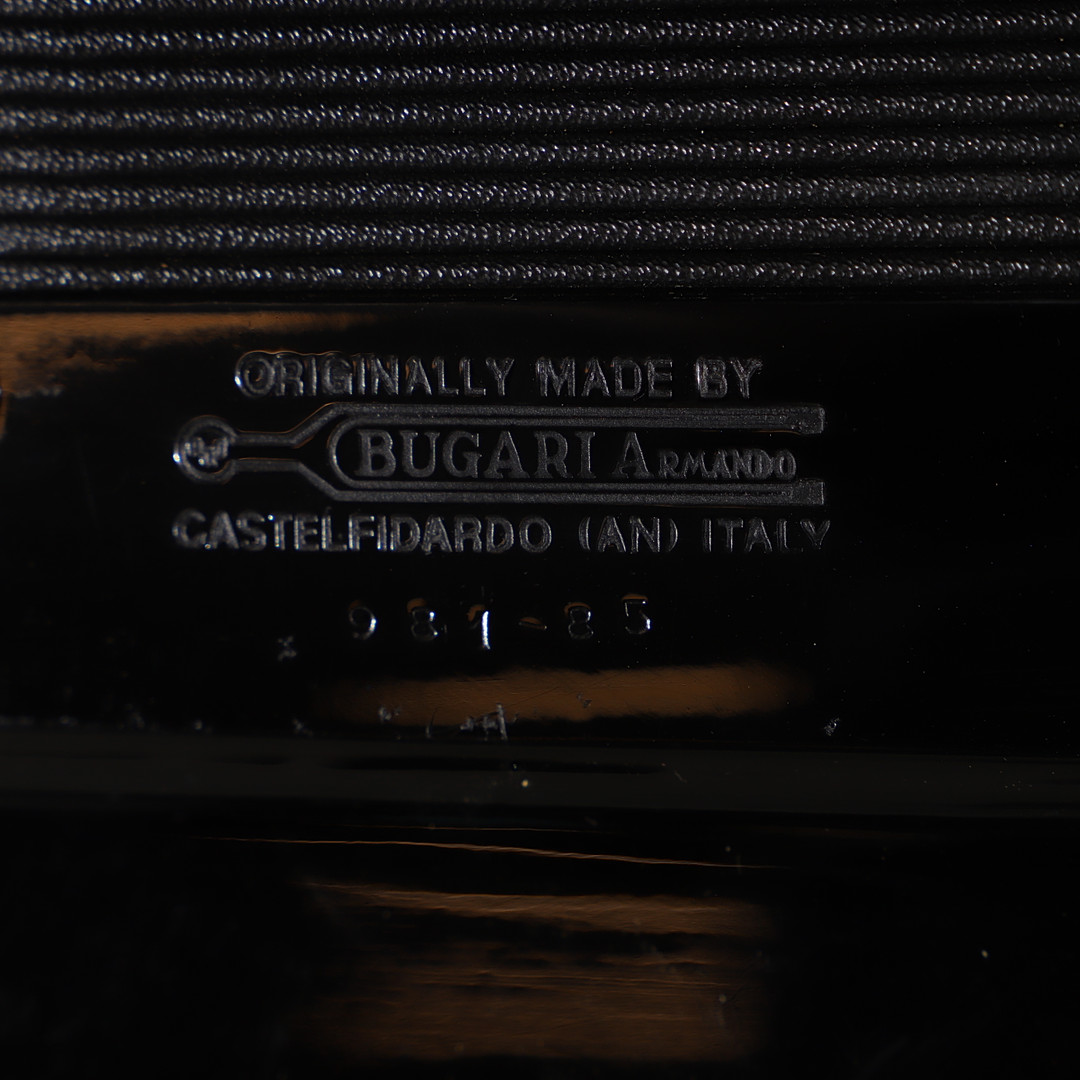 ORIGINALLY MADE BY
BUGARI ARMANDO
CASTELFIDARDO (AN) ITALY
981-85